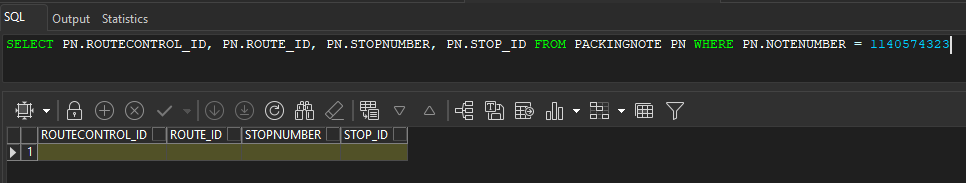 SQL Output Statistics
SELECT PN.ROUTECONTROL_ID, PN.ROUTE_ID, PN.STOPNUMBER, PN.STOP_ID FROM PACKINGNOTE PN WHERE PN.NOTENUMBER = 1140574323
ROUTECONTROL_ID ROUTE_ID STOPNUMBER STOP_ID
1